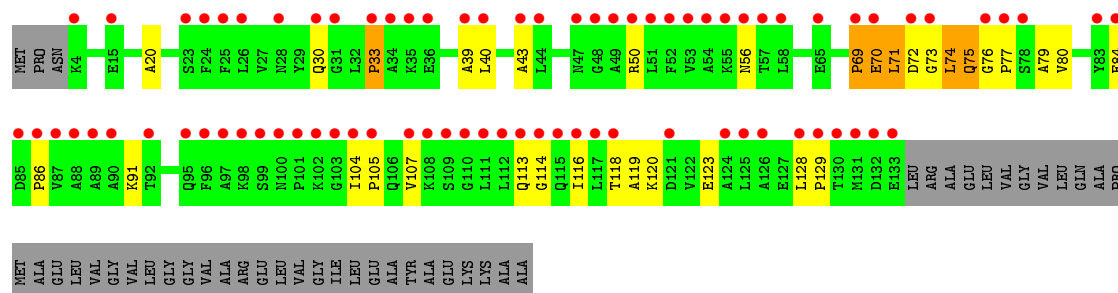 MET PRO ASN K4 E15 A20 S23 F24 F25 L26 V27 N28 Y29 Q30 G31 L32 P33 A34 K35 E36 A39 L40 A43 L44 N47 G48 A49 R50 L51 F52 V53 A54 K55 N56 T57 L58 E65 P69 E70 L71 D72 G73 L74 Q75 G76 P77 S78 A79 V80 Y83 E84
D85 P86 V87 A88 A89 A90 K91 T92 Q95 F96 A97 K98 S99 N100 P101 K102 G103 I104 P105 Q106 V107 K108 S109 G110 L111 L112 Q113 G114 Q115 I116 L117 T118 A119 K120 D121 V122 E123 A124 L125 A126 E127 L128 P129 T130 M131 D132 E133 LEU ARG ALA GLU LEU VAL GLY VAL LEU GLN ALA PRO
MET ALA GLU LEU VAL GLY VAL LEU GLY GLY VAL ALA ARG GLU LEU VAL GLY ILE LEU GLU ALA TYR ALA GLU LYS LYS ALA ALA